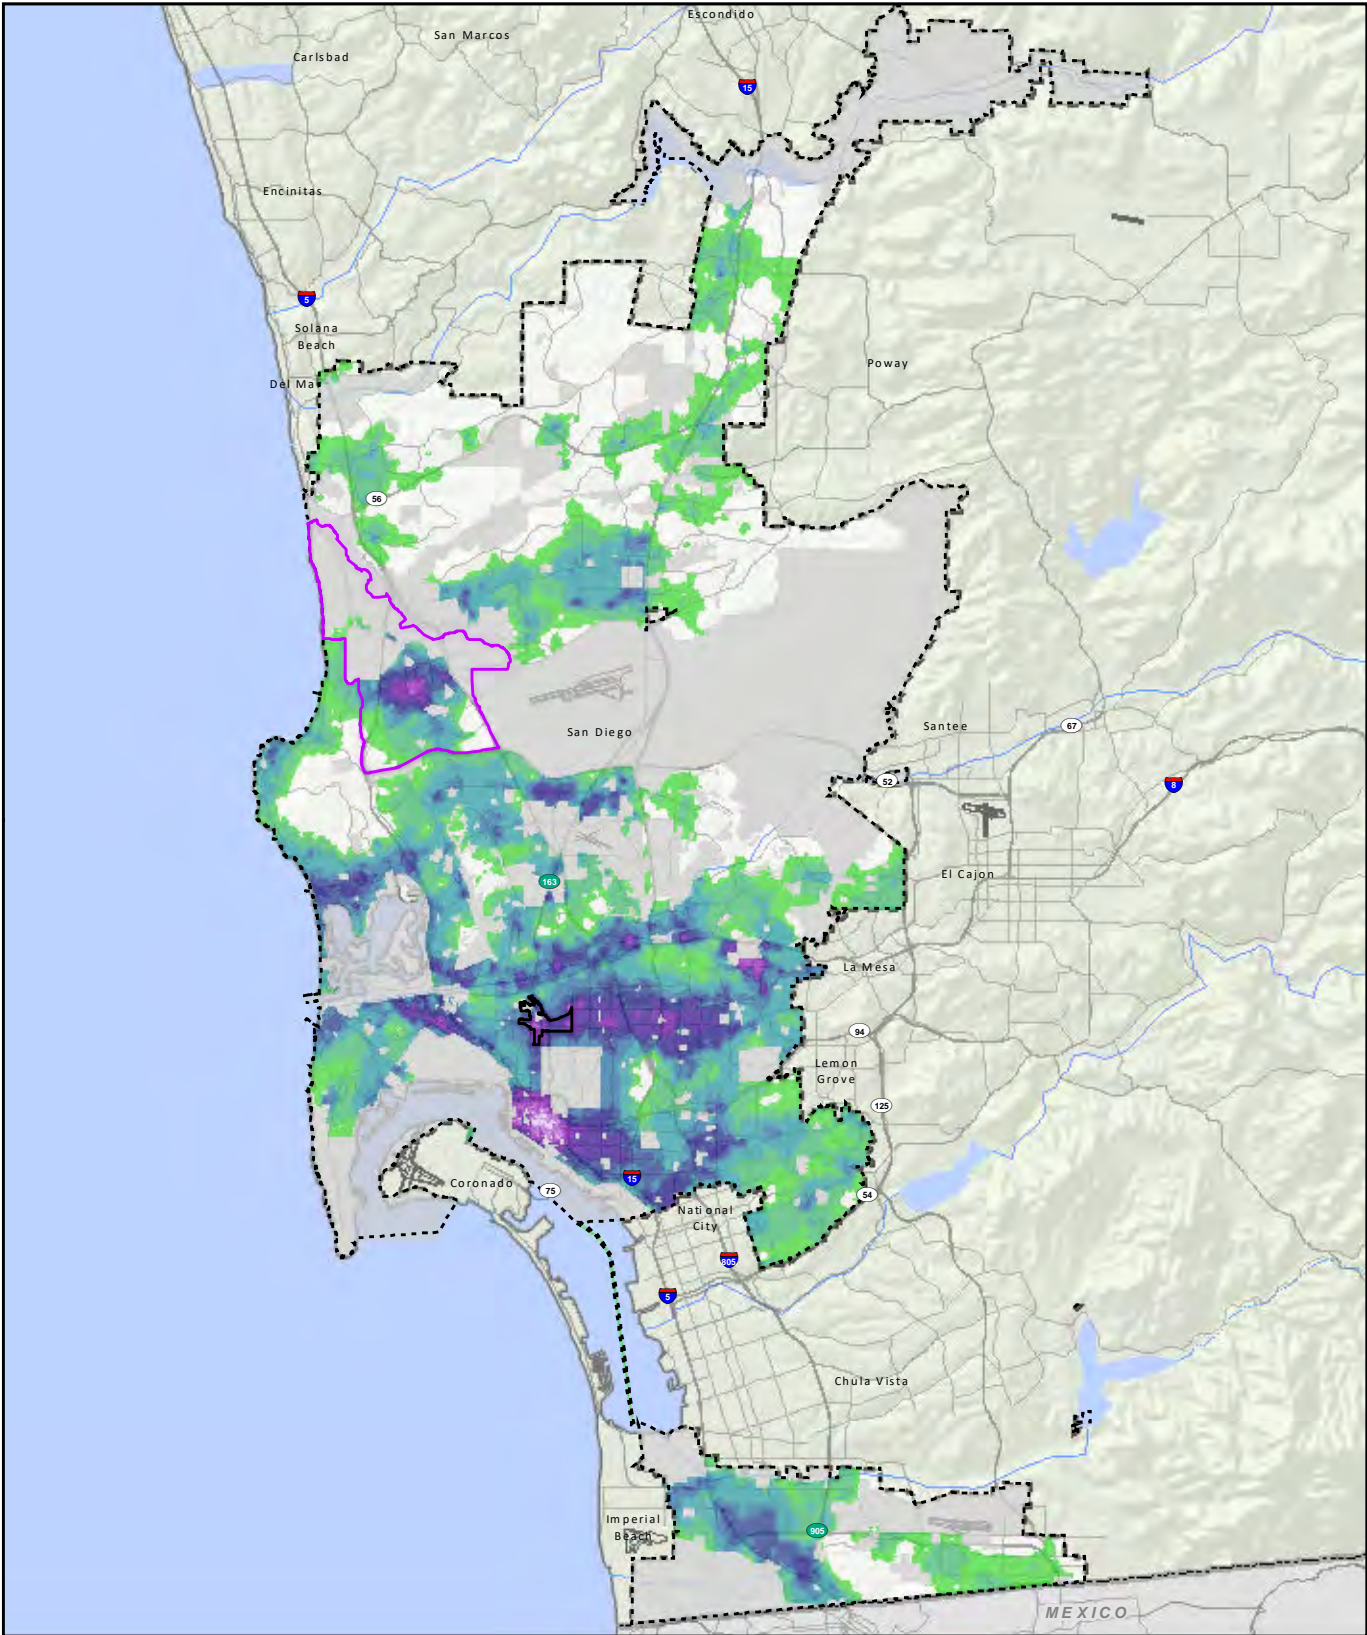 Escondido
San Marcos
Carlsbad
15
Encinitas
5
Solana
Beach
Del Ma
Poway
56
San Diego
Santee
67
52
8
163
El Cajon
La Mesa
94
Lemon
Grove
125
15
Coronado
75
54
National
City
805
5
Chula Vista
Imperial
Beach
905
MEXICO